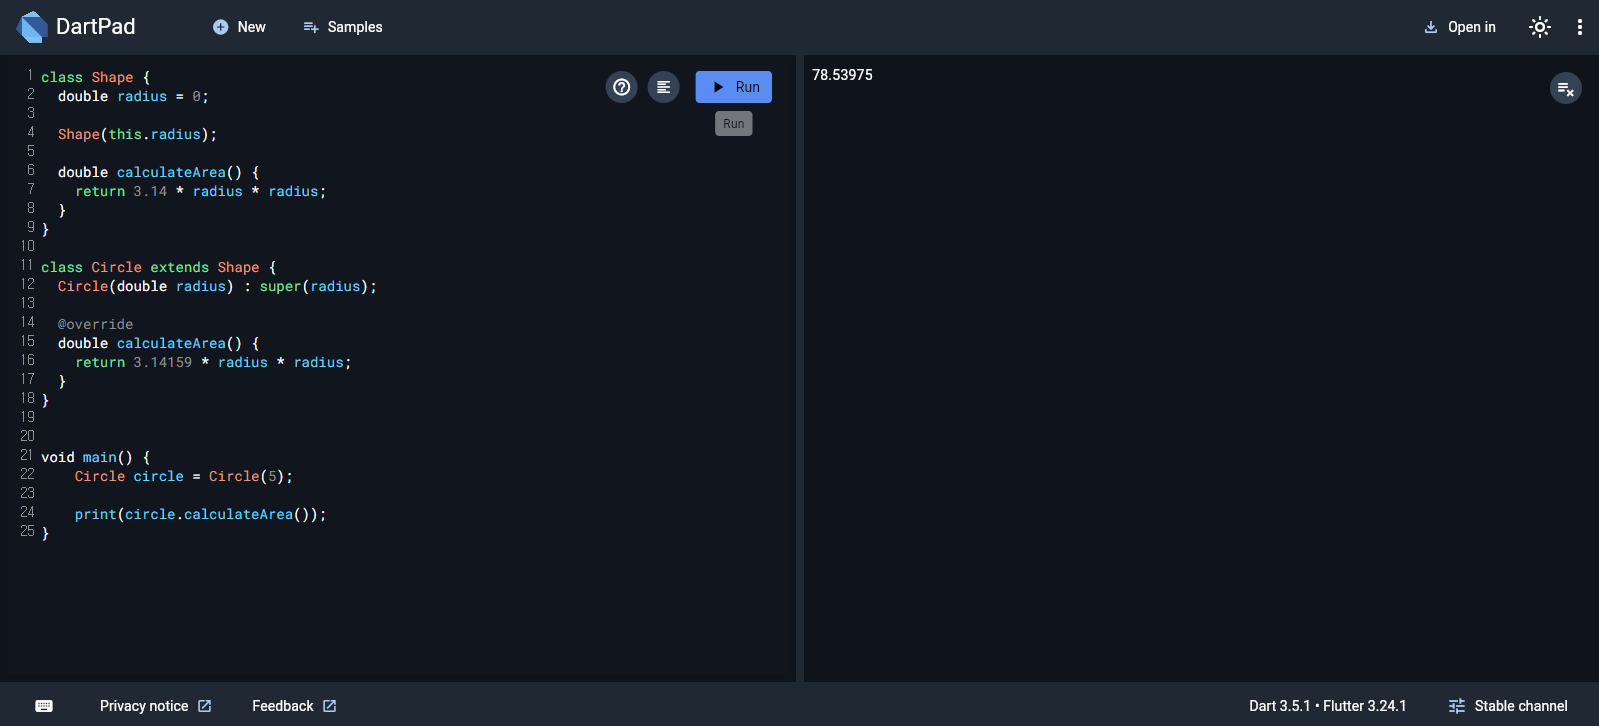 DartPad
New
Samples
Open in
1 class Shape {
2   double radius = 0;
3
4   Shape(this.radius);
5
6   double calculateArea() {
7     return 3.14 * radius * radius;
8   }
9 }
10
11 class Circle extends Shape {
12   Circle(double radius) : super(radius);
13
14   @override
15   double calculateArea() {
16     return 3.14159 * radius * radius;
17   }
18 }
19
20
21 void main() {
22     Circle circle = Circle(5);
23
24     print(circle.calculateArea());
25 }
Run
Run
78.53975
Privacy notice
Feedback
Dart 3.5.1 • Flutter 3.24.1
Stable channel